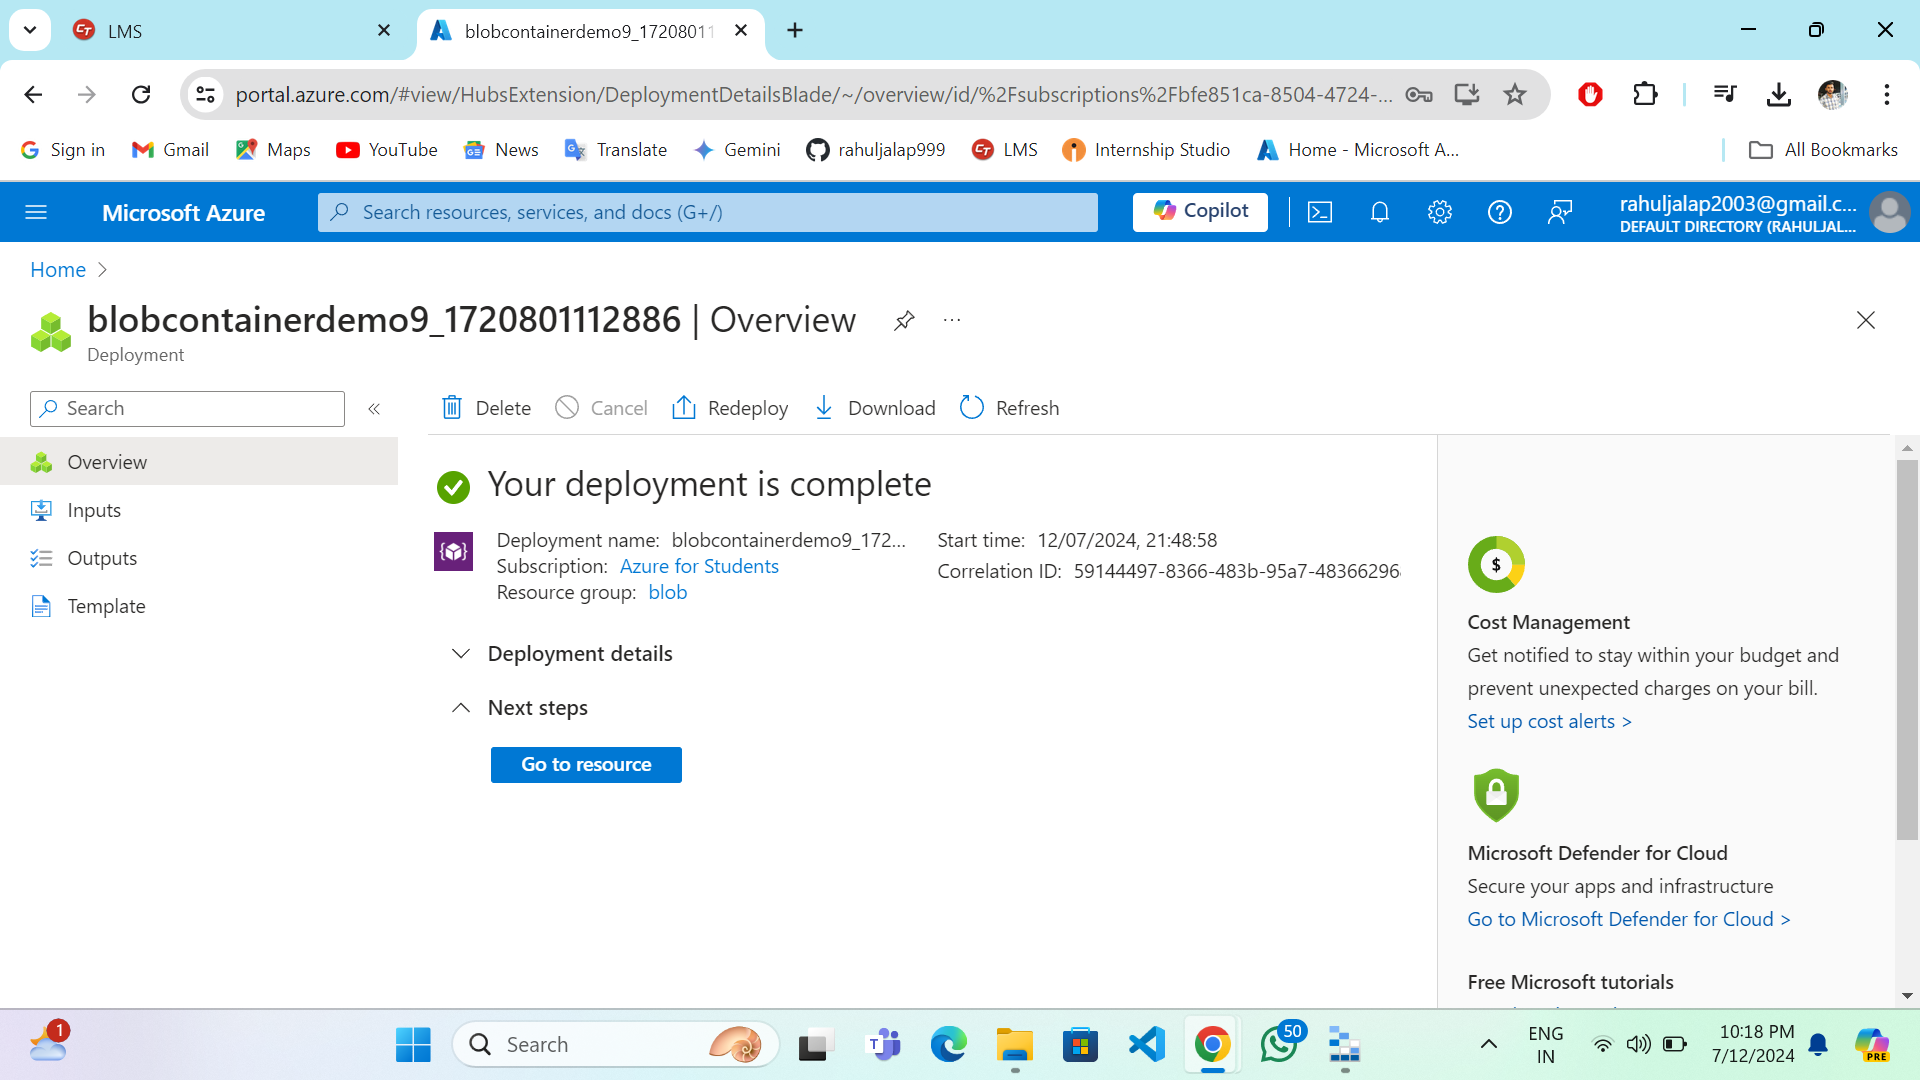 LMS
blobcontainerdemo9_17208011
portal.azure.com/#view/HubsExtension/DeploymentDetailsBlade/~/overview/id/%2Fsubscriptions%2Fbfe851ca-8504-4724-...
Sign in
Gmail
Maps
YouTube
News
Translate
Gemini
rahuljalap999
LMS
Internship Studio
Home - Microsoft A...
All Bookmarks
Microsoft Azure
Search resources, services, and docs (G+/)
Copilot
rahuljalap2003@gmail.c...
DEFAULT DIRECTORY (RAHULJAL...
Home
blobcontainerdemo9_1720801112886 | Overview
Deployment
Search
Delete
Cancel
Redeploy
Download
Refresh
Overview
Inputs
Outputs
Template
Your deployment is complete
Deployment name: blobcontainerdemo9_172...
Subscription: Azure for Students
Resource group: blob
Start time: 12/07/2024, 21:48:58
Correlation ID: 59144497-8366-483b-95a7-48366296
Deployment details
Next steps
Go to resource
$
Cost Management
Get notified to stay within your budget and
prevent unexpected charges on your bill.
Set up cost alerts >
Microsoft Defender for Cloud
Secure your apps and infrastructure
Go to Microsoft Defender for Cloud >
Free Microsoft tutorials
1
Search
50
ENG
IN
10:18 PM
7/12/2024
PRE